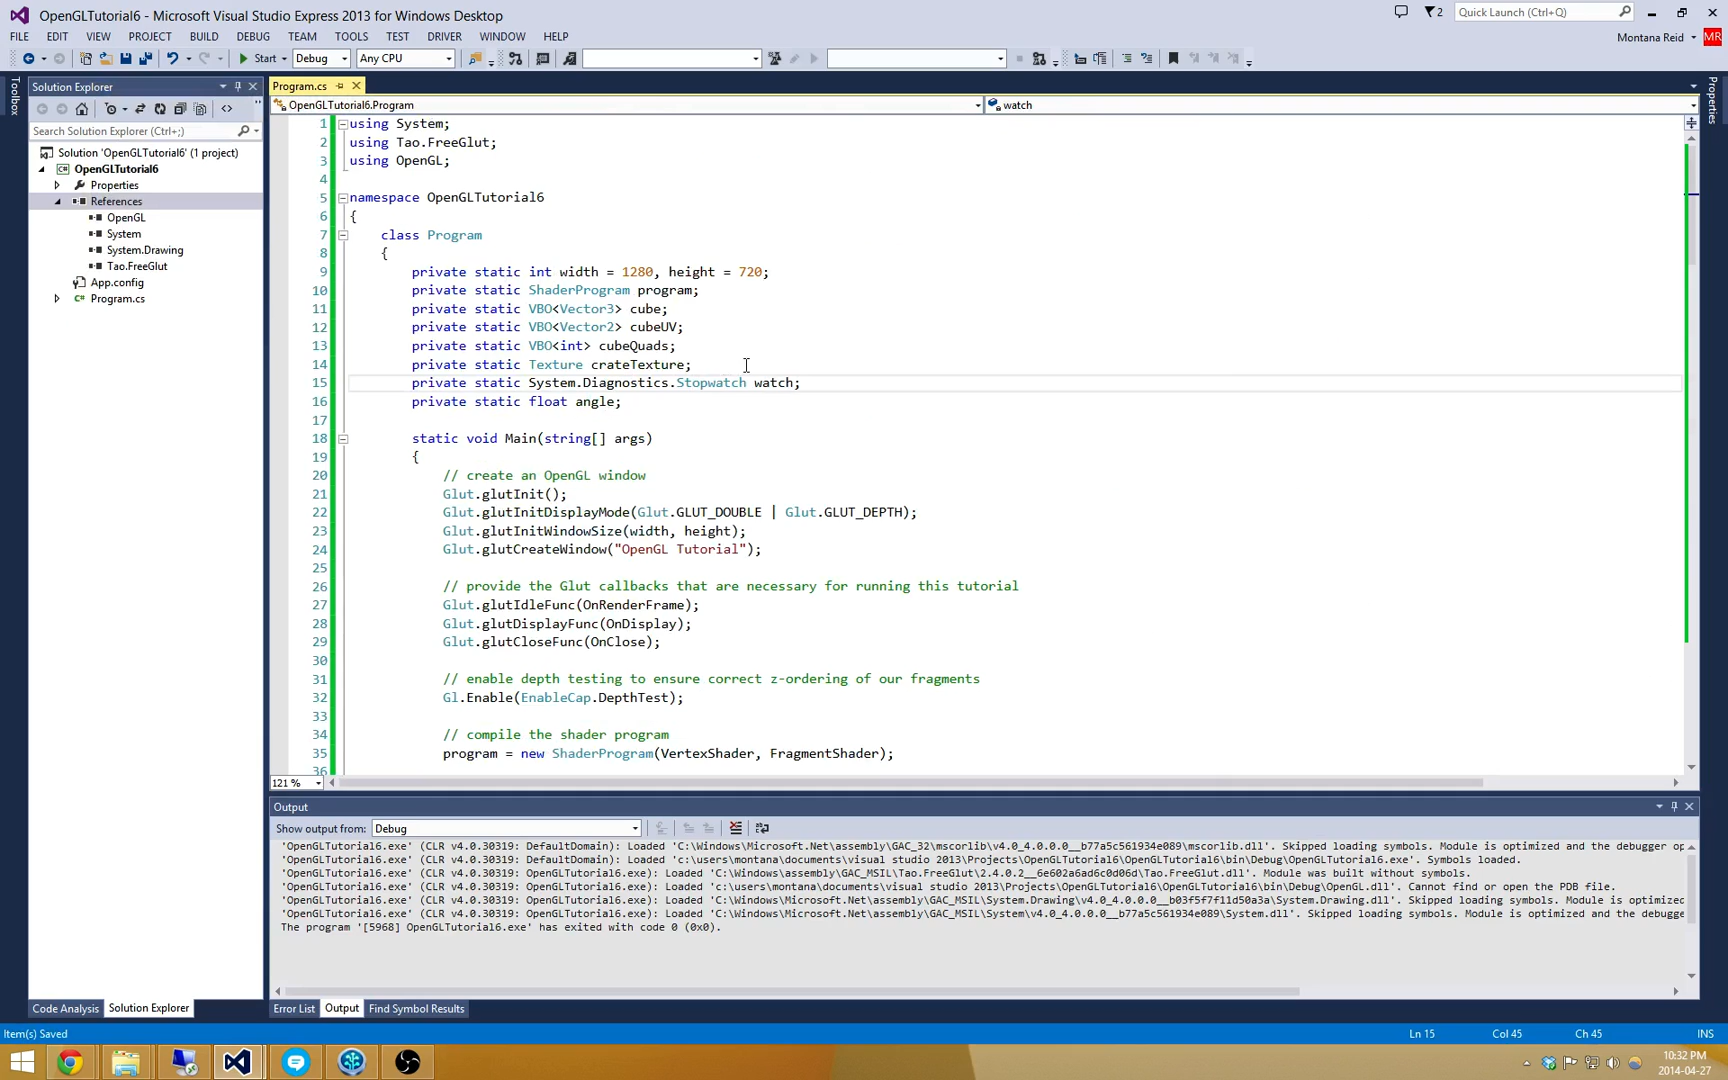 OpenGLTutorial6 - Microsoft Visual Studio Express 2013 for Windows Desktop
2
Quick Launch (Ctrl+Q)
FILE EDIT VIEW PROJECT BUILD DEBUG TEAM TOOLS TEST DRIVER WINDOW HELP
Montana Reid
MR
Start
Debug
Any CPU
Toolbox
Solution Explorer
Search Solution Explorer (Ctrl+;)
Solution 'OpenGLTutorial6' (1 project)
OpenGLTutorial6
Properties
References
OpenGL
System
System.Drawing
Tao.FreeGlut
App.config
Program.cs
Code Analysis
Solution Explorer
Program.cs
OpenGLTutorial6.Program
watch
Properties
1 using System;
2 using Tao.FreeGlut;
3 using OpenGL;
4
5 namespace OpenGLTutorial6
6 {
7 class Program
8 {
9 private static int width = 1280, height = 720;
10 private static ShaderProgram program;
11 private static VBO<Vector3> cube;
12 private static VBO<Vector2> cubeUV;
13 private static VBO<int> cubeQuads;
14 private static Texture crateTexture;
15 private static System.Diagnostics.Stopwatch watch;
16 private static float angle;
17
18 static void Main(string[] args)
19 {
20 // create an OpenGL window
21 Glut.glutInit();
22 Glut.glutInitDisplayMode(Glut.GLUT_DOUBLE | Glut.GLUT_DEPTH);
23 Glut.glutInitWindowSize(width, height);
24 Glut.glutCreateWindow("OpenGL Tutorial");
25
26 // provide the Glut callbacks that are necessary for running this tutorial
27 Glut.glutIdleFunc(OnRenderFrame);
28 Glut.glutDisplayFunc(OnDisplay);
29 Glut.glutCloseFunc(OnClose);
30
31 // enable depth testing to ensure correct z-ordering of our fragments
32 Gl.Enable(EnableCap.DepthTest);
33
34 // compile the shader program
35 program = new ShaderProgram(VertexShader, FragmentShader);
36
121 %
Output
Show output from: Debug
'OpenGLTutorial6.exe' (CLR v4.0.30319: DefaultDomain): Loaded 'C:\Windows\Microsoft.Net\assembly\GAC_32\mscorlib\v4.0_4.0.0.0__b77a5c561934e089\mscorlib.dll'. Skipped loading symbols. Module is optimized and the debugger op
'OpenGLTutorial6.exe' (CLR v4.0.30319: DefaultDomain): Loaded 'c:\users\montana\documents\visual studio 2013\Projects\OpenGLTutorial6\OpenGLTutorial6\bin\Debug\OpenGLTutorial6.exe'. Symbols loaded.
'OpenGLTutorial6.exe' (CLR v4.0.30319: OpenGLTutorial6.exe): Loaded 'C:\Windows\assembly\GAC_MSIL\Tao.FreeGlut\2.4.0.2__6e602a6ad6c0d06d\Tao.FreeGlut.dll'. Module was built without symbols.
'OpenGLTutorial6.exe' (CLR v4.0.30319: OpenGLTutorial6.exe): Loaded 'c:\users\montana\documents\visual studio 2013\Projects\OpenGLTutorial6\OpenGLTutorial6\bin\Debug\OpenGL.dll'. Cannot find or open the PDB file.
'OpenGLTutorial6.exe' (CLR v4.0.30319: OpenGLTutorial6.exe): Loaded 'C:\Windows\Microsoft.Net\assembly\GAC_MSIL\System.Drawing\v4.0_4.0.0.0__b03f5f7f11d50a3a\System.Drawing.dll'. Skipped loading symbols. Module is optimized
'OpenGLTutorial6.exe' (CLR v4.0.30319: OpenGLTutorial6.exe): Loaded 'C:\Windows\Microsoft.Net\assembly\GAC_MSIL\System\v4.0_4.0.0.0__b77a5c561934e089\System.dll'. Skipped loading symbols. Module is optimized and the debugge
The program '[5968] OpenGLTutorial6.exe' has exited with code 0 (0x0).
Error List
Output
Find Symbol Results
Item(s) Saved
Ln 15
Col 45
Ch 45
INS
10:32 PM
2014-04-27